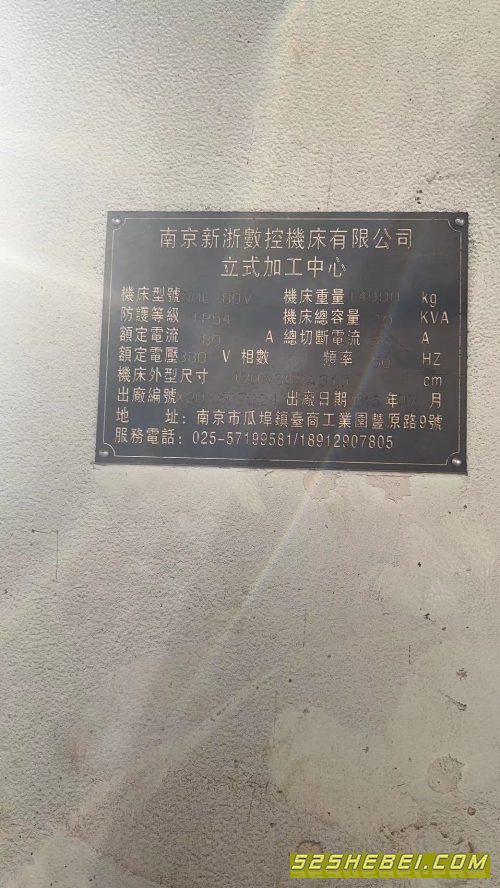 南京新浙數控機床有限公司
立式加工中心
機床型號 80V 機床重量 14000 kg
防護等級 IP54 機床總容量 KVA
額定電流 80 A 總切斷電流 A
額定電壓 380 V 相數 頻率 50 HZ
機床外型尺寸 cm
出廠編號 出廠日期 年 月
地 址: 南京市瓜埠鎮臺商工業園豐原路9號
服務電話: 025-57199581/18912907805
52SHEBEI.COM